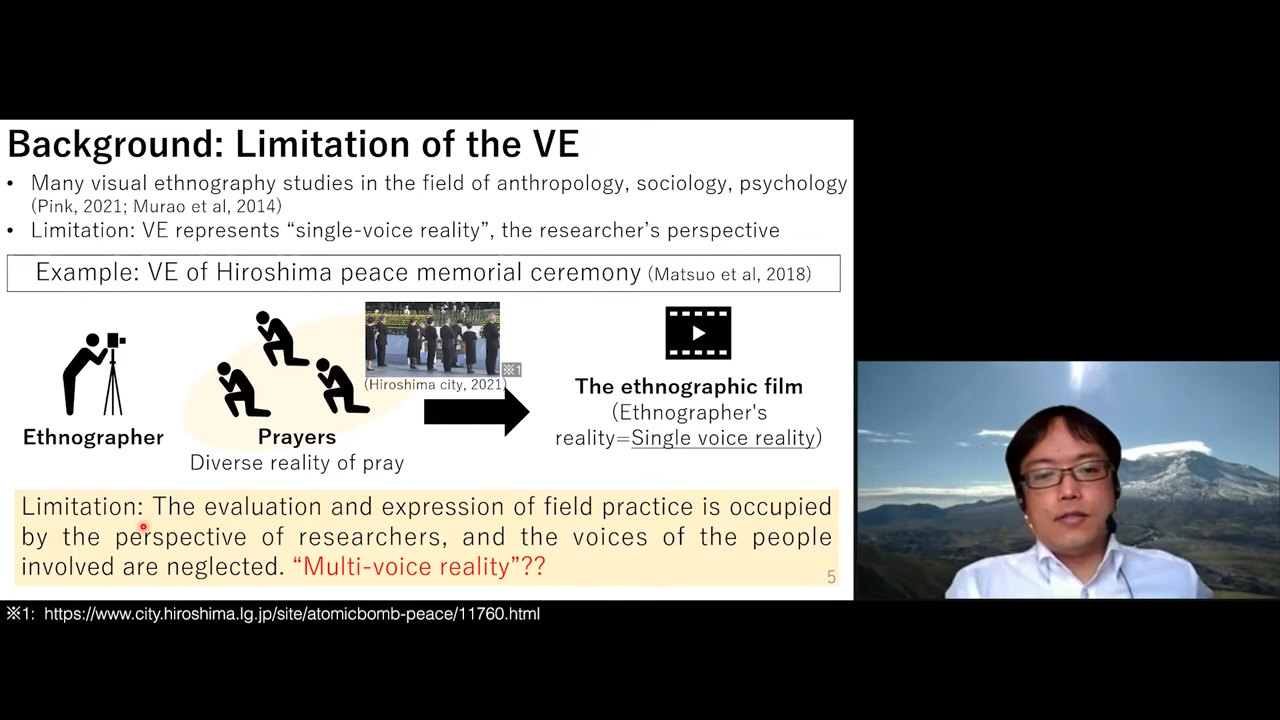 Background: Limitation of the VE
• Many visual ethnography studies in the field of anthropology, sociology, psychology
(Pink, 2021; Murao et al, 2014)
• Limitation: VE represents “single-voice reality”, the researcher’s perspective
Example: VE of Hiroshima peace memorial ceremony (Matsuo et al, 2018)
※1
(Hiroshima city, 2021)
Ethnographer
Prayers
Diverse reality of pray
The ethnographic film
(Ethnographer's
reality=Single voice reality)
Limitation: The evaluation and expression of field practice is occupied
by the perspective of researchers, and the voices of the people
involved are neglected. “Multi-voice reality”??
5
※1: https://www.city.hiroshima.lg.jp/site/atomicbomb-peace/11760.html